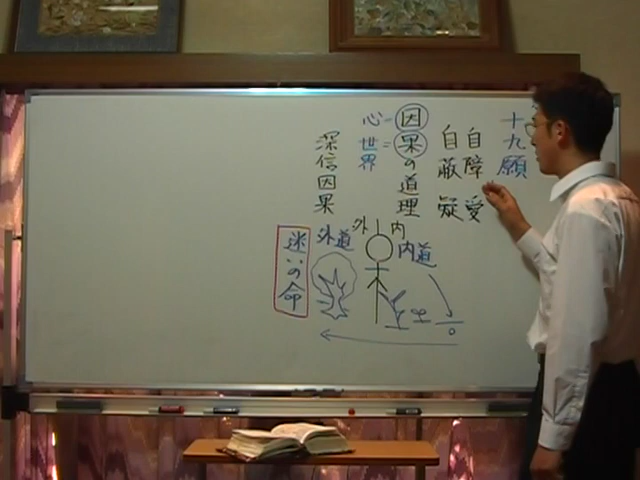 十九願
自障 愛
自蔽 疑
因果の道理
心=
世界=
深信因果
外 内
内道
外道
迷いの命